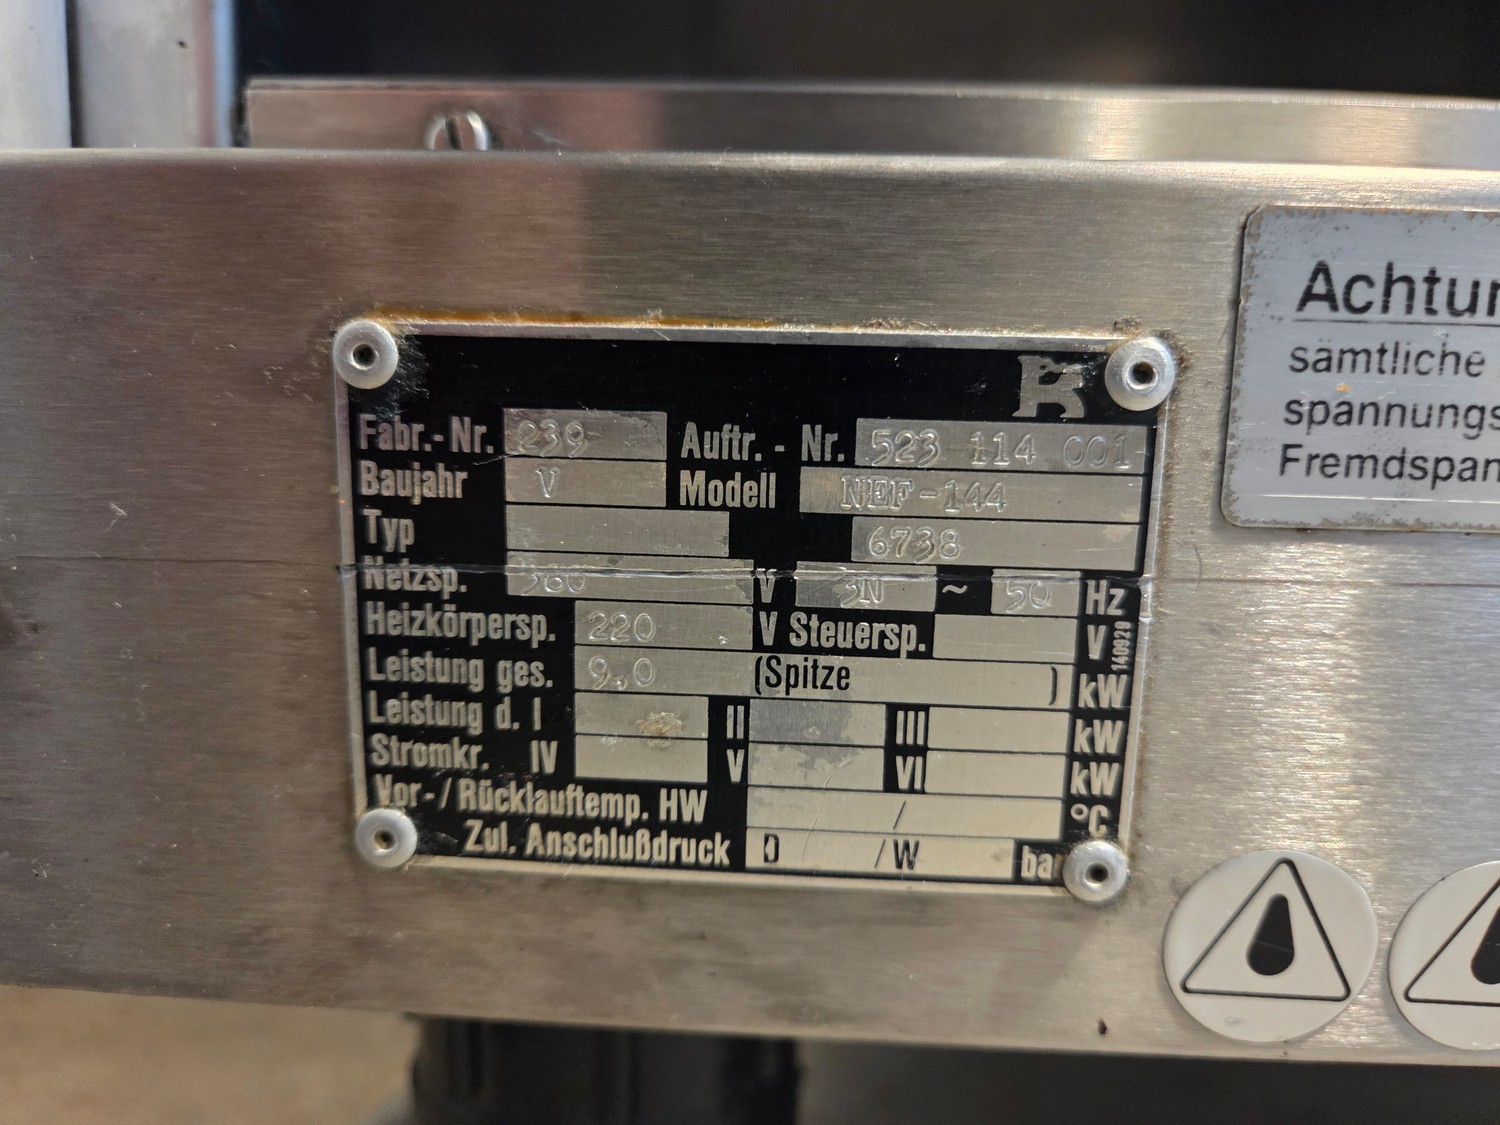 Fabr.-Nr. 239 Auftr. - Nr. 523 114 001
Baujahr V Modell NEF-144
Typ 6738
Netzsp. 380 V 3N ~ 50 Hz
Heizkörpersp. 220 V Steuersp. V
Leistung ges. 9,0 (Spitze ) kW
Leistung d. I II III kW
Stromkr. IV V VI kW
Vor-/Rücklauftemp. HW / °C
Zul. Anschlußdruck D /W bar
140929
Achtun
sämtliche
spannungs
Fremdspan